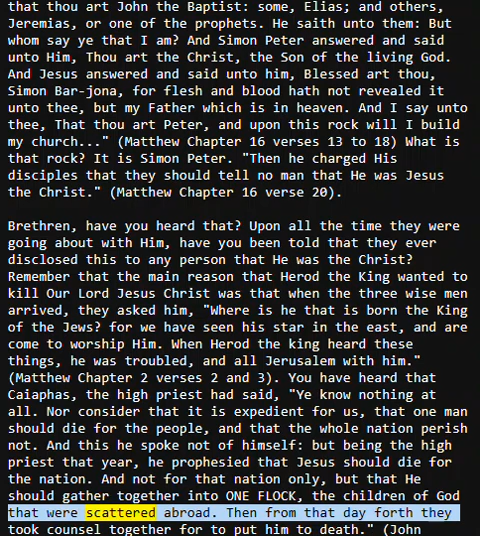 that thou art John the Baptist: some, Elias; and others,
Jeremias, or one of the prophets. He saith unto them: But
whom say ye that I am? And Simon Peter answered and said
unto Him, Thou art the Christ, the Son of the living God.
And Jesus answered and said unto him, Blessed art thou,
Simon Bar-jona, for flesh and blood hath not revealed it
unto thee, but my Father which is in heaven. And I say unto
thee, That thou art Peter, and upon this rock will I build
my church..." (Matthew Chapter 16 verses 13 to 18) What is
that rock? It is Simon Peter. "Then he charged His
disciples that they should tell no man that He was Jesus
the Christ." (Matthew Chapter 16 verse 20).
Brethren, have you heard that? Upon all the time they were
going about with Him, have you been told that they ever
disclosed this to any person that He was the Christ?
Remember that the main reason that Herod the King wanted to
kill Our Lord Jesus Christ was that when the three wise men
arrived, they asked him, "Where is he that is born the King
of the Jews? for we have seen his star in the east, and are
come to worship Him. When Herod the king heard these
things, he was troubled, and all Jerusalem with him."
(Matthew Chapter 2 verses 2 and 3). You have heard that
Caiaphas, the high priest had said, "Ye know nothing at
all. Nor consider that it is expedient for us, that one man
should die for the people, and that the whole nation perish
not. And this he spoke not of himself: but being the high
priest that year, he prophesied that Jesus should die for
the nation. And not for that nation only, but that He
should gather together into ONE FLOCK, the children of God
that were scattered abroad. Then from that day forth they
took counsel together for to put him to death." (John